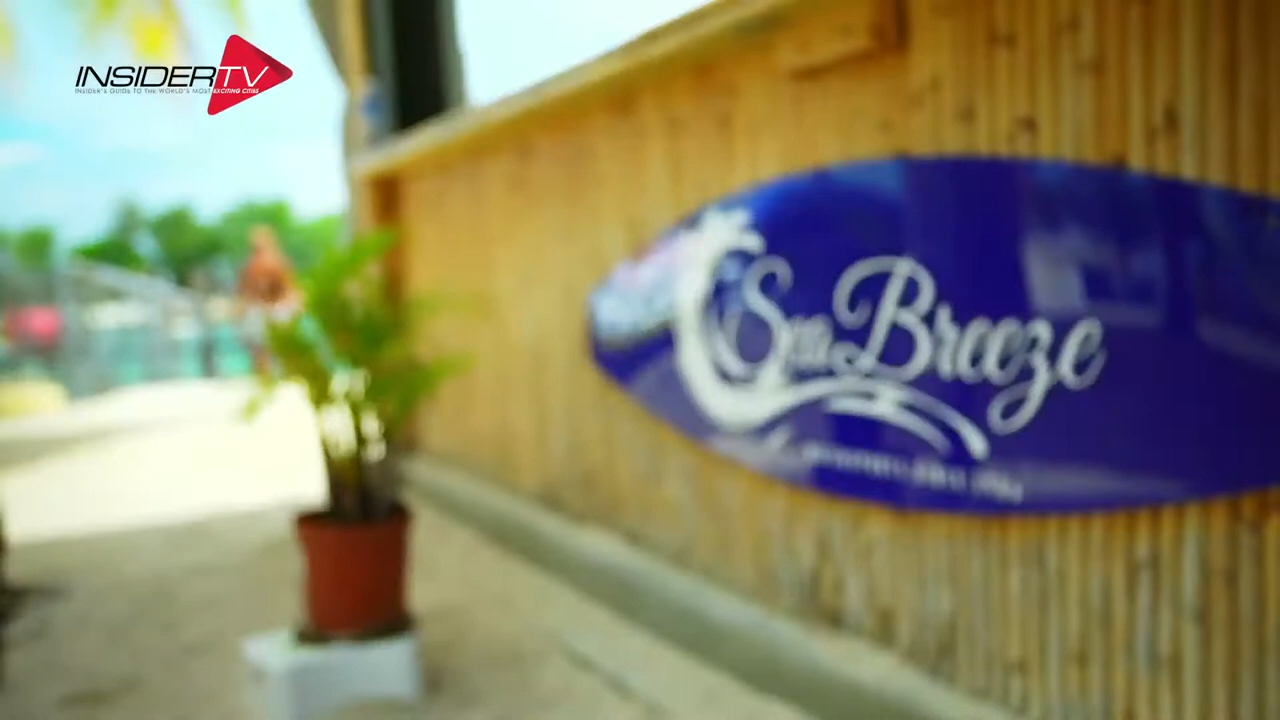 INSIDERTV
INSIDER'S GUIDE TO THE WORLD'S MOST EXCITING CITIES
Sea Breeze